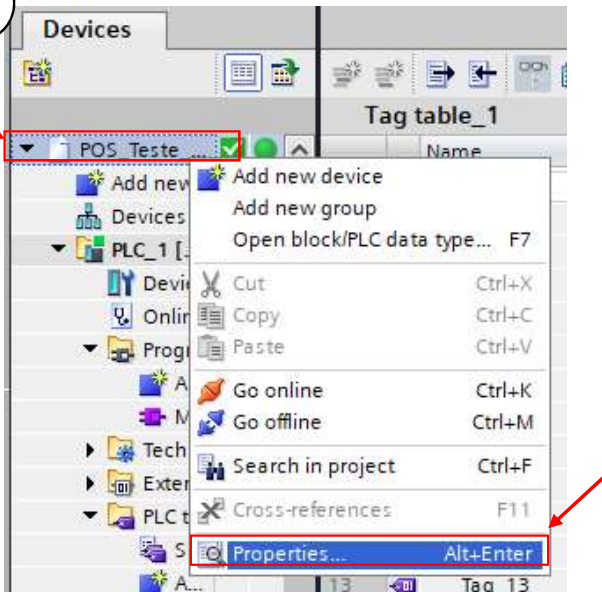 Devices
Tag table_1
Name
POS_Teste ...
Add new
Devices
PLC_1 [.
Devi
Onlin
Progr
A
M
Tech
Exter
PLC t
S
A...
Add new device
Add new group
Open block/PLC data type... F7
Cut Ctrl+X
Copy Ctrl+C
Paste Ctrl+V
Go online Ctrl+K
Go offline Ctrl+M
Search in project Ctrl+F
Cross-references F11
Properties... Alt+Enter
13 Tag_13